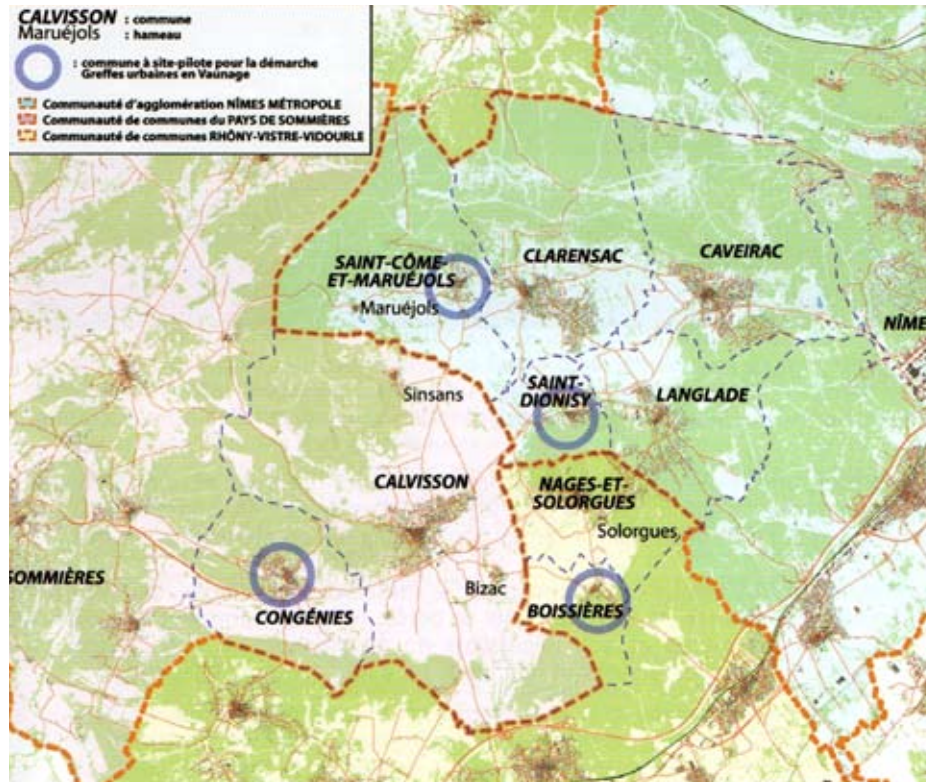 CALVISSON : commune
Maruéjols : hameau
: commune à site-pilote pour la démarche
Greffes urbaines en Vaunage
Communauté d'agglomération NÎMES MÉTROPOLE
Communauté de communes du PAYS DE SOMMIÈRES
Communauté de communes RHÔNY-VISTRE-VIDOURLE
SAINT-CÔME-
ET-MARUÉJOLS
CLARENSAC
CAVEIRAC
Maruéjols
NÎME
Sinsans
SAINT-
DIONISY
LANGLADE
CALVISSON
NAGES-ET-
SOLORGUES
Solorgues
SOMMIÈRES
Bizac
CONGÉNIES
BOISSIÈRES